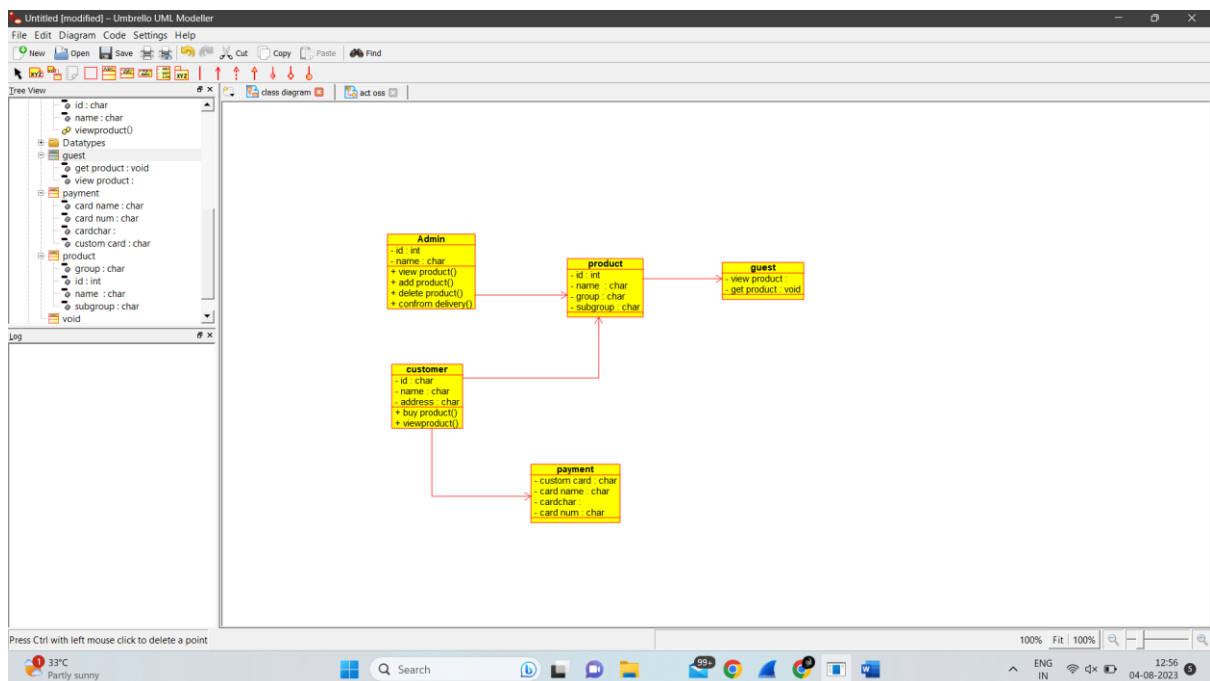 Untitled [modified] – Umbrello UML Modeller
File Edit Diagram Code Settings Help
New Open Save Cut Copy Paste Find
Tree View
class diagram act oss
id : char
name : char
viewproduct()
Datatypes
guest
get product : void
view product :
payment
card name : char
card num : char
cardchar :
custom card : char
product
group : char
id : int
name  : char
subgroup : char
void
Log
Admin
- id : int
- name : char
+ view product()
+ add product()
+ delete product()
+ confrom delivery()
product
- id : int
- name  : char
- group : char
- subgroup : char
guest
- view product :
- get product : void
customer
- id : char
- name : char
- address : char
+ buy product()
+ viewproduct()
payment
- custom card : char
- card name : char
- cardchar :
- card num : char
Press Ctrl with left mouse click to delete a point
100% Fit 100%
1
33°C
Partly sunny
Search
99+
ENG
IN
12:56
04-08-2023
5